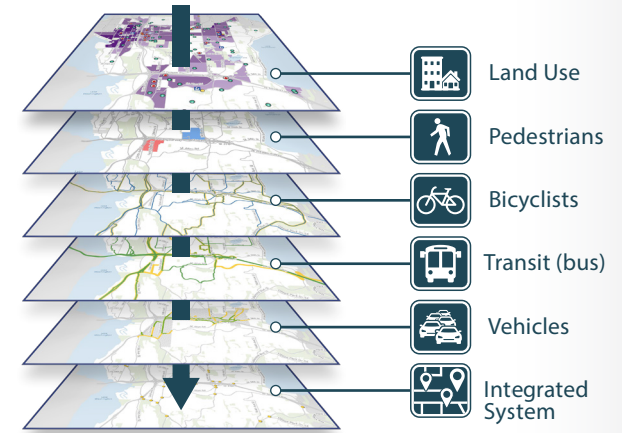 Land Use
Pedestrians
Bicyclists
Transit (bus)
Vehicles
Integrated
System